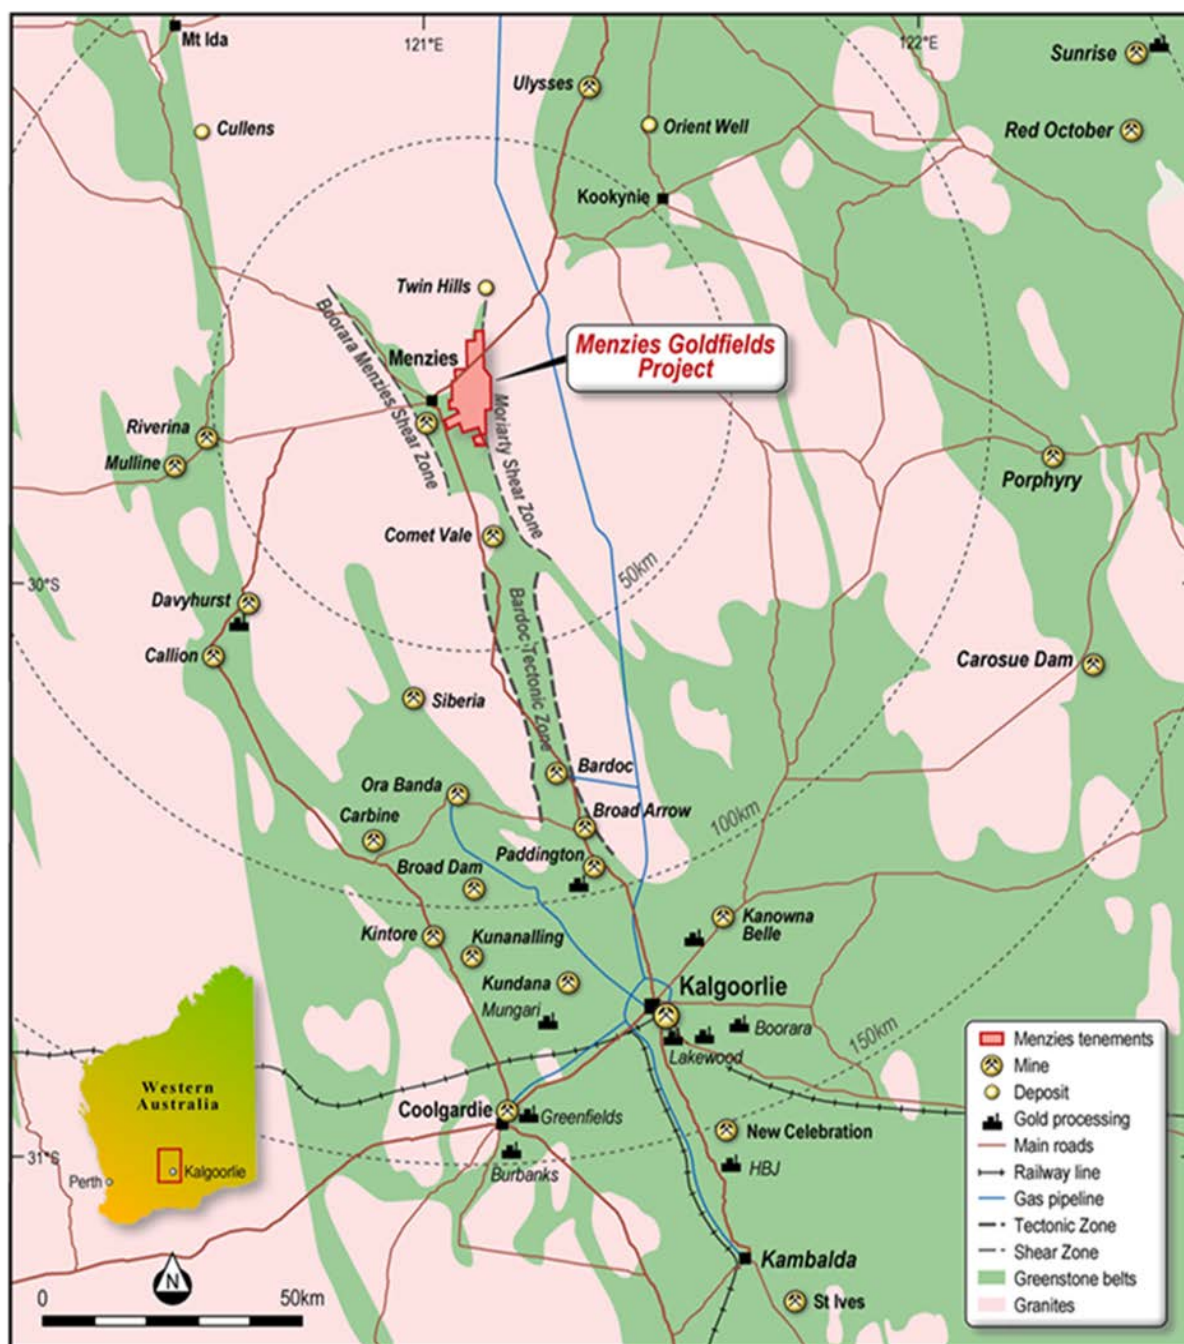 Mt Ida
121°E
122°E
Sunrise
Ulysses
Cullens
Orient Well
Red October
Kookynie
Twin Hills
Boorara Menzies Shear Zone
Menzies
Menzies Goldfields
Project
Moriarty Shear Zone
Riverina
Mulline
Porphyry
Comet Vale
50km
30°S
Davyhurst
Bardoc Tectonic Zone
Callion
Carosue Dam
Siberia
Bardoc
Ora Banda
Broad Arrow
100km
Carbine
Paddington
Broad Dam
Kanowna
Belle
Kintore
Kunanalling
Kundana
Kalgoorlie
Mungari
Boorara
150km
Lakewood
Coolgardie
Greenfields
New Celebration
Burbanks
HBJ
31°S
Kambalda
St Ives
Western
Australia
Perth
Kalgoorlie
N
0
50km
Menzies tenements
Mine
Deposit
Gold processing
Main roads
Railway line
Gas pipeline
Tectonic Zone
Shear Zone
Greenstone belts
Granites